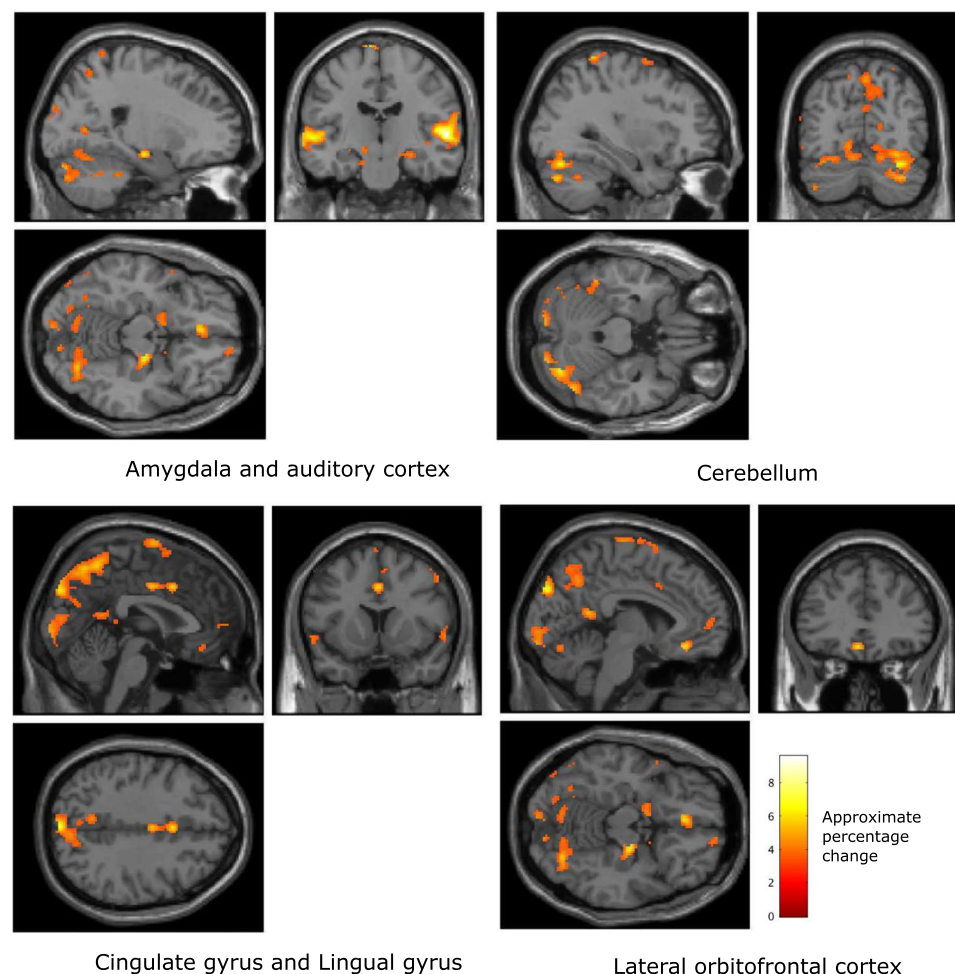 Amygdala and auditory cortex
Cerebellum
8
6
4
2
0
Approximate
percentage
change
Cingulate gyrus and Lingual gyrus
Lateral orbitofrontal cortex